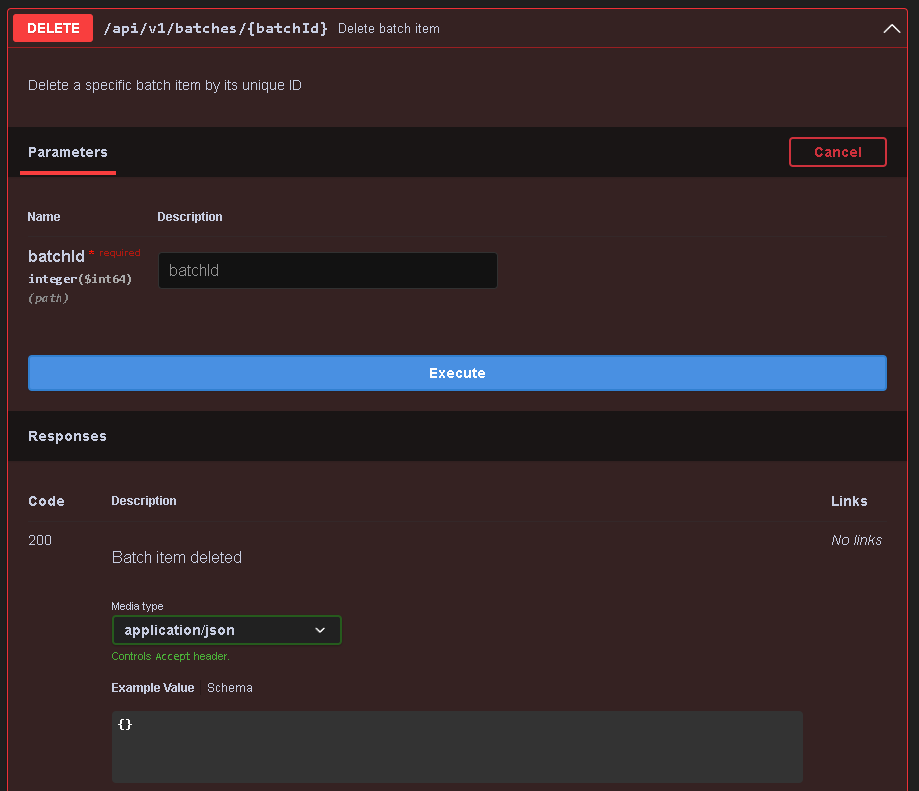 DELETE /api/v1/batches/{batchId} Delete batch item
Delete a specific batch item by its unique ID
Parameters Cancel
Name Description
batchId * required
integer($int64)
(path)
batchId
Execute
Responses
Code Description Links
200 No links
Batch item deleted
Media type
application/json
Controls Accept header.
Example Value Schema
{}